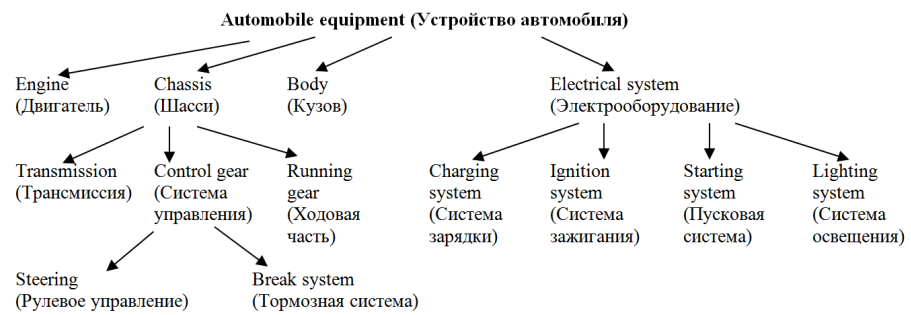 Automobile equipment (Устройство автомобиля)
Engine
(Двигатель)
Chassis
(Шасси)
Body
(Кузов)
Electrical system
(Электрооборудование)
Transmission
(Трансмиссия)
Control gear
(Система
управления)
Running
gear
(Ходовая
часть)
Charging
system
(Система
зарядки)
Ignition
system
(Система
зажигания)
Starting
system
(Пусковая
система)
Lighting
system
(Система
освещения)
Steering
(Рулевое управление)
Break system
(Тормозная система)